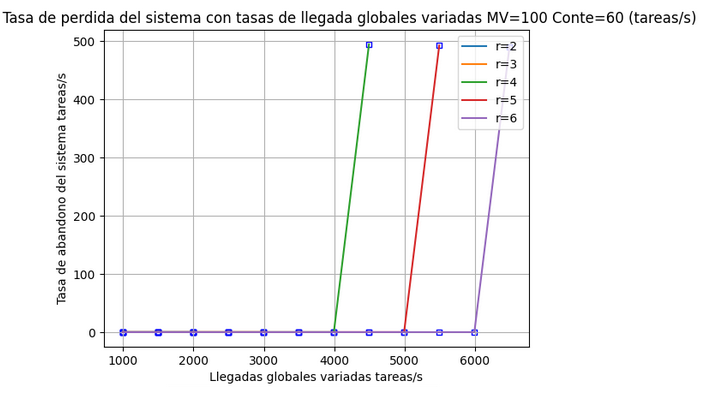 Tasa de perdida del sistema con tasas de llegada globales variadas MV=100 Conte=60 (tareas/s)
500
400
300
200
100
0
Tasa de abandono del sistema tareas/s
r=2
r=3
r=4
r=5
r=6
1000 2000 3000 4000 5000 6000
Llegadas globales variadas tareas/s